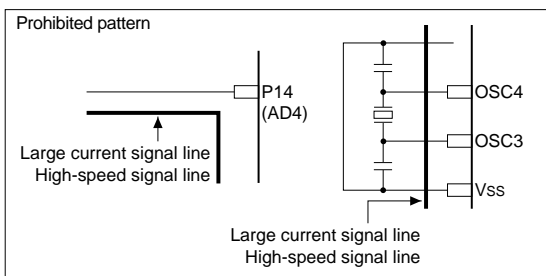 Prohibited pattern
P14
(AD4)
Large current signal line
High-speed signal line
OSC4
OSC3
Vss
Large current signal line
High-speed signal line